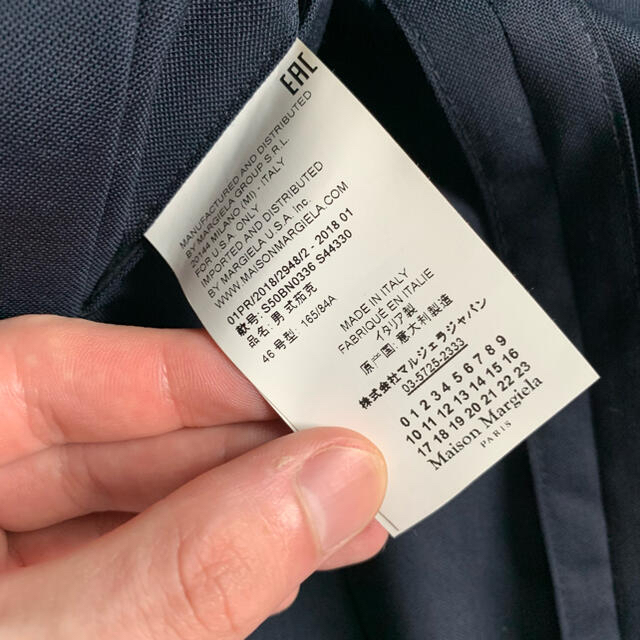 EAC
MANUFACTURED AND DISTRIBUTED
BY MARGIELA GROUP S.R.L.
20144 MILANO (MI) - ITALY
FOR U.S.A. ONLY
IMPORTED AND DISTRIBUTED
BY MARGIELA U.S.A. Inc.
WWW.MAISONMARGIELA.COM
01PR/2018/2948/2 - 2018 01
款号: S50BN0336 S44330
品名: 男式茄克
46 号型: 165/84A
MADE IN ITALY
FABRIQUÉ EN ITALIE
イタリア製
原产国: 意大利製造
株式会社マルジェラジャパン
03-5725-2333
0 1 2 3 4 5 6 7 8 9
10 11 12 13 14 15 16
17 18 19 20 21 22 23
Maison Margiela
PARIS